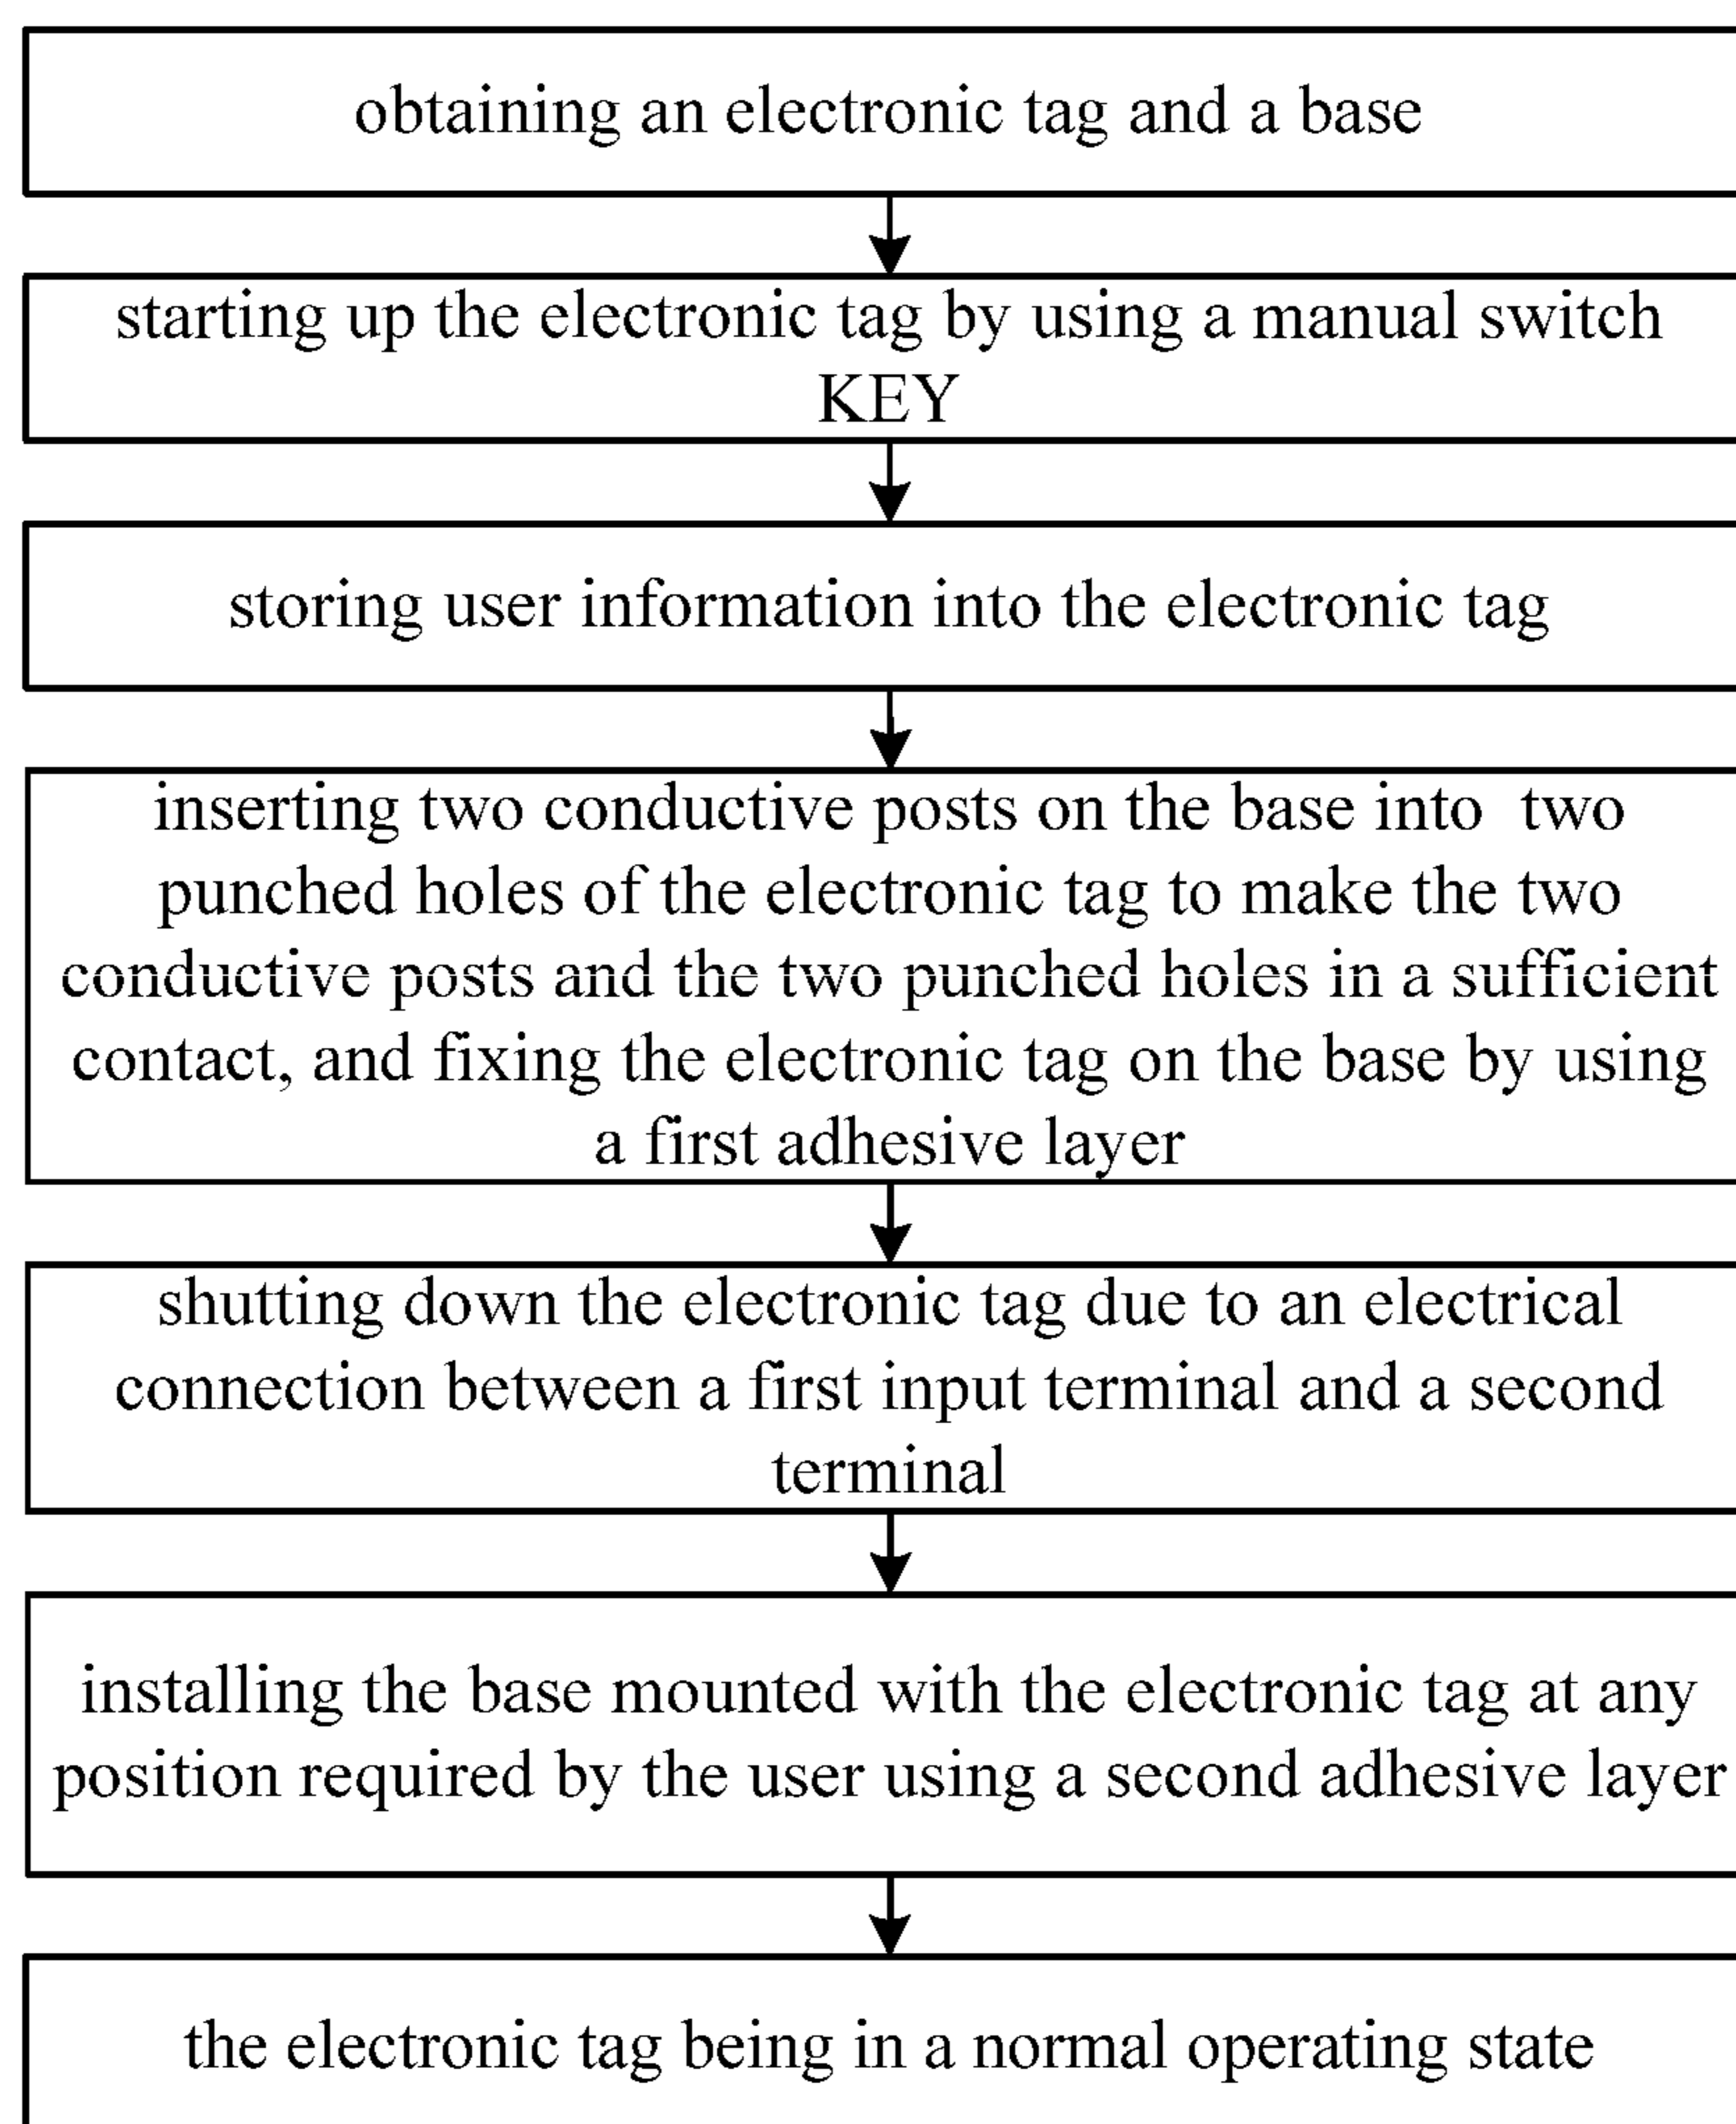 obtaining an electronic tag and a base
starting up the electronic tag by using a manual switch
KEY
storing user information into the electronic tag
inserting two conductive posts on the base into two
punched holes of the electronic tag to make the two
conductive posts and the two punched holes in a sufficient
contact, and fixing the electronic tag on the base by using
a first adhesive layer
shutting down the electronic tag due to an electrical
connection between a first input terminal and a second
terminal
installing the base mounted with the electronic tag at any
position required by the user using a second adhesive layer
the electronic tag being in a normal operating state